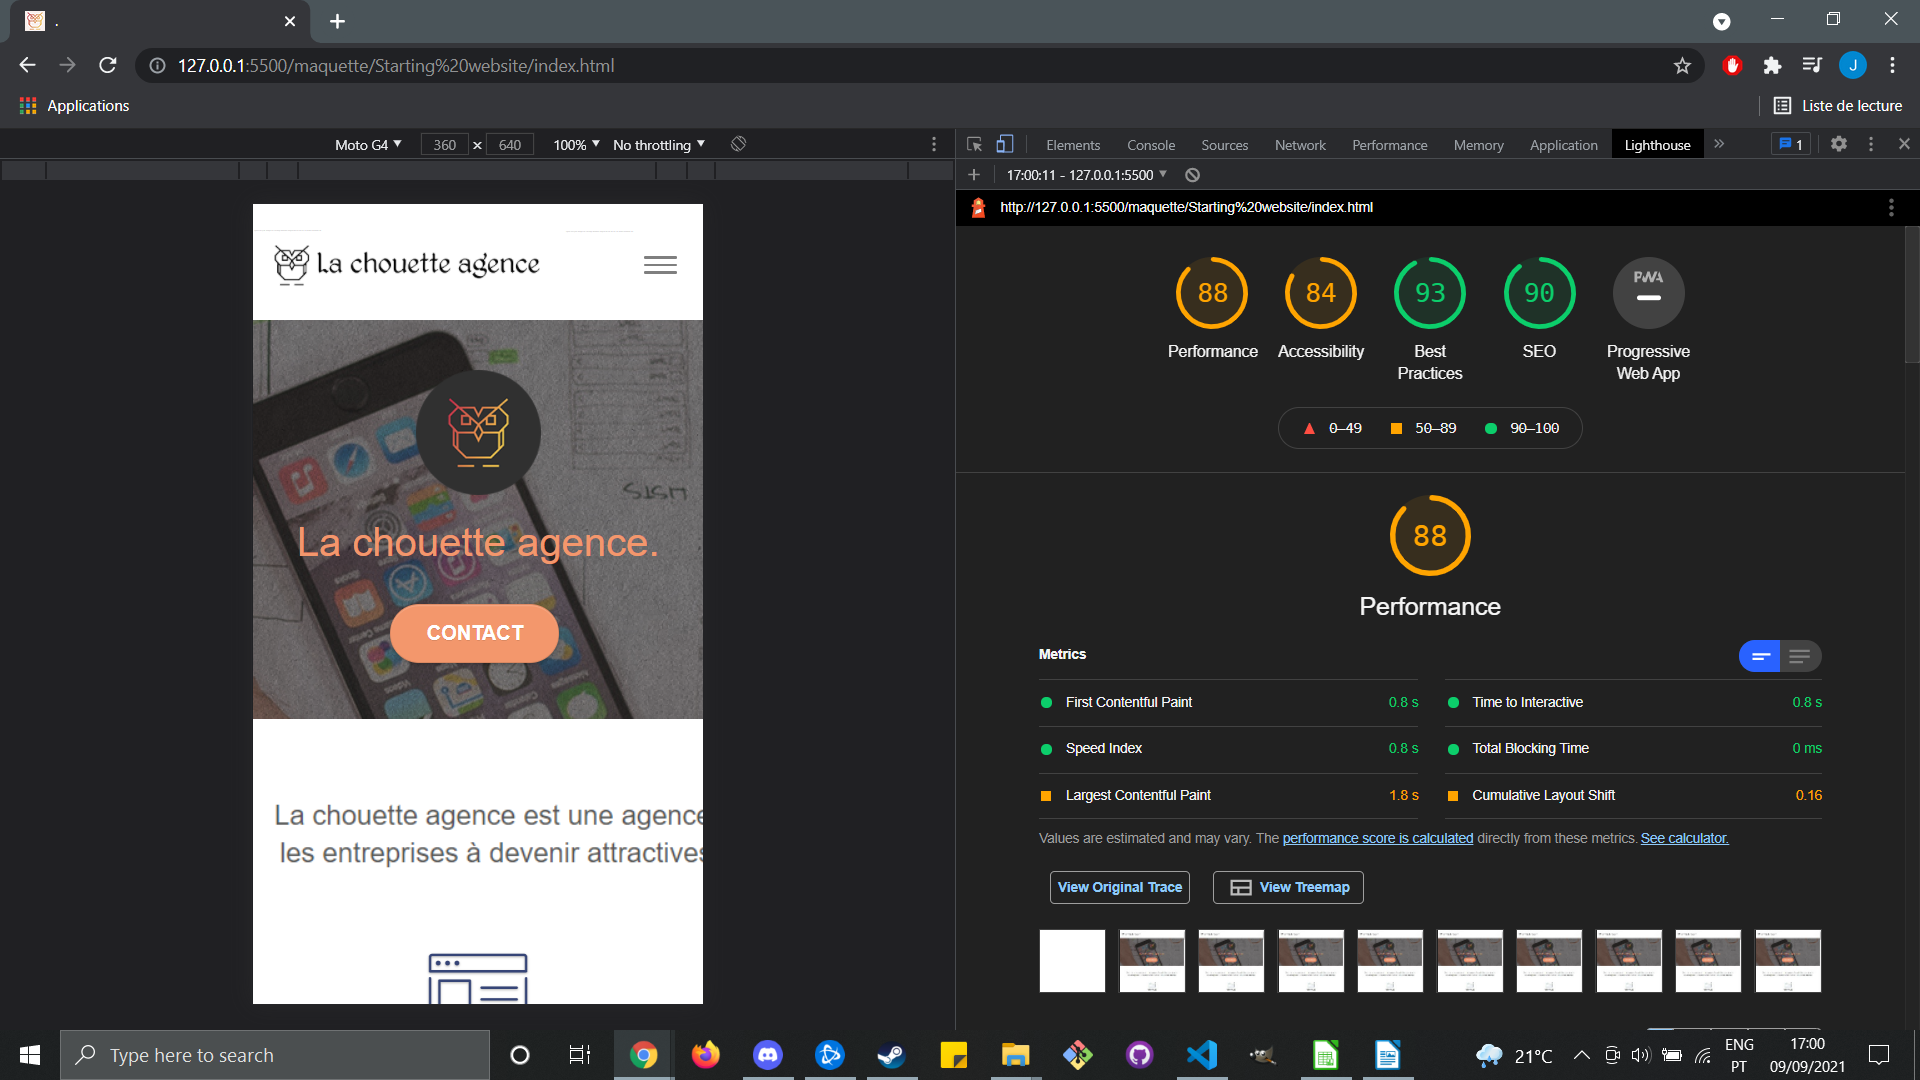 .
127.0.0.1:5500/maquette/Starting%20website/index.html
J
Applications
Liste de lecture
Moto G4 ▼ 360 × 640 100% ▼ No throttling ▼
Elements Console Sources Network Performance Memory Application Lighthouse » 1
17:00:11 - 127.0.0.1:5500 ▼
http://127.0.0.1:5500/maquette/Starting%20website/index.html
La chouette agence
La chouette agence.
CONTACT
La chouette agence est une agence
les entreprises à devenir attractives
88 84 93 90 PWA
Performance Accessibility Best Practices SEO Progressive Web App
0–49 50–89 90–100
88
Performance
Metrics
First Contentful Paint 0.8 s
Time to Interactive 0.8 s
Speed Index 0.8 s
Total Blocking Time 0 ms
Largest Contentful Paint 1.8 s
Cumulative Layout Shift 0.16
Values are estimated and may vary. The performance score is calculated directly from these metrics. See calculator.
View Original Trace
View Treemap
Type here to search
21°C
ENG
PT
17:00
09/09/2021